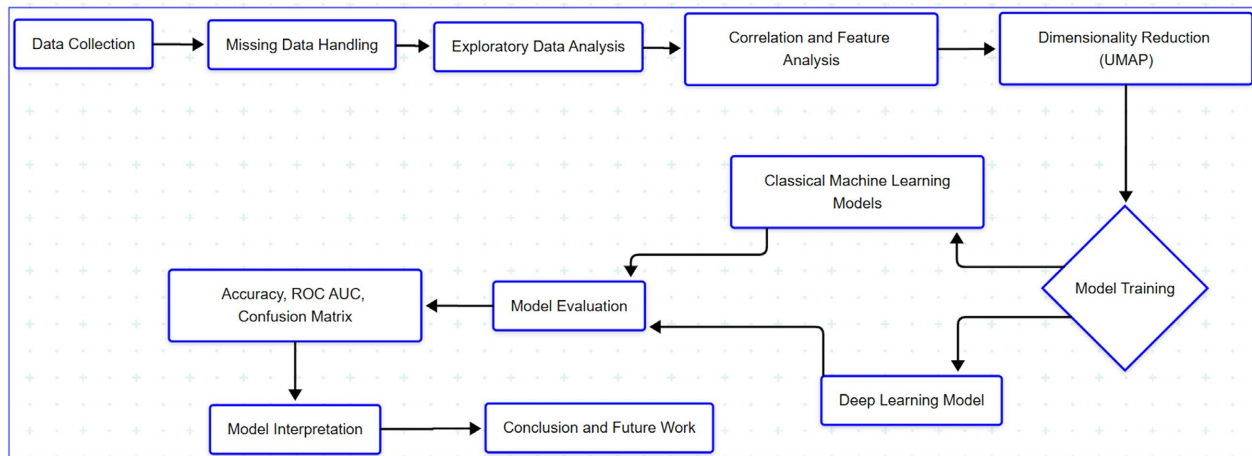 Data Collection
Missing Data Handling
Exploratory Data Analysis
Correlation and Feature
Analysis
Dimensionality Reduction
(UMAP)
Classical Machine Learning
Models
Model Training
Accuracy, ROC AUC,
Confusion Matrix
Model Evaluation
Deep Learning Model
Model Interpretation
Conclusion and Future Work